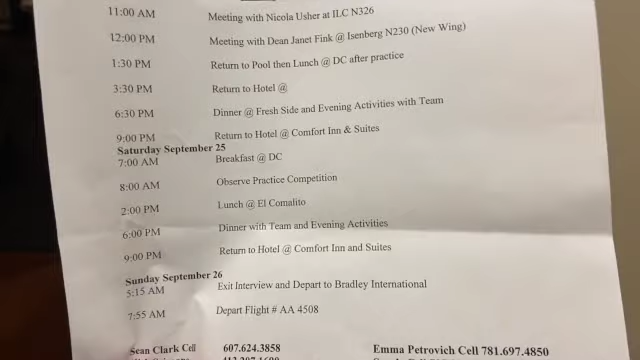 11:00 AM Meeting with Nicola Usher at ILC N326
12:00 PM Meeting with Dean Janet Fink @ Isenberg N230 (New Wing)
1:30 PM Return to Pool then Lunch @ DC after practice
3:30 PM Return to Hotel @
6:30 PM Dinner @ Fresh Side and Evening Activities with Team
9:00 PM Return to Hotel @ Comfort Inn & Suites
Saturday September 25
7:00 AM Breakfast @ DC
8:00 AM Observe Practice Competition
2:00 PM Lunch @ El Comalito
6:00 PM Dinner with Team and Evening Activities
9:00 PM Return to Hotel @ Comfort Inn and Suites
Sunday September 26
5:15 AM Exit Interview and Depart to Bradley International
7:55 AM Depart Flight # AA 4508
Sean Clark Cell 607.624.3858 Emma Petrovich Cell 781.697.4850